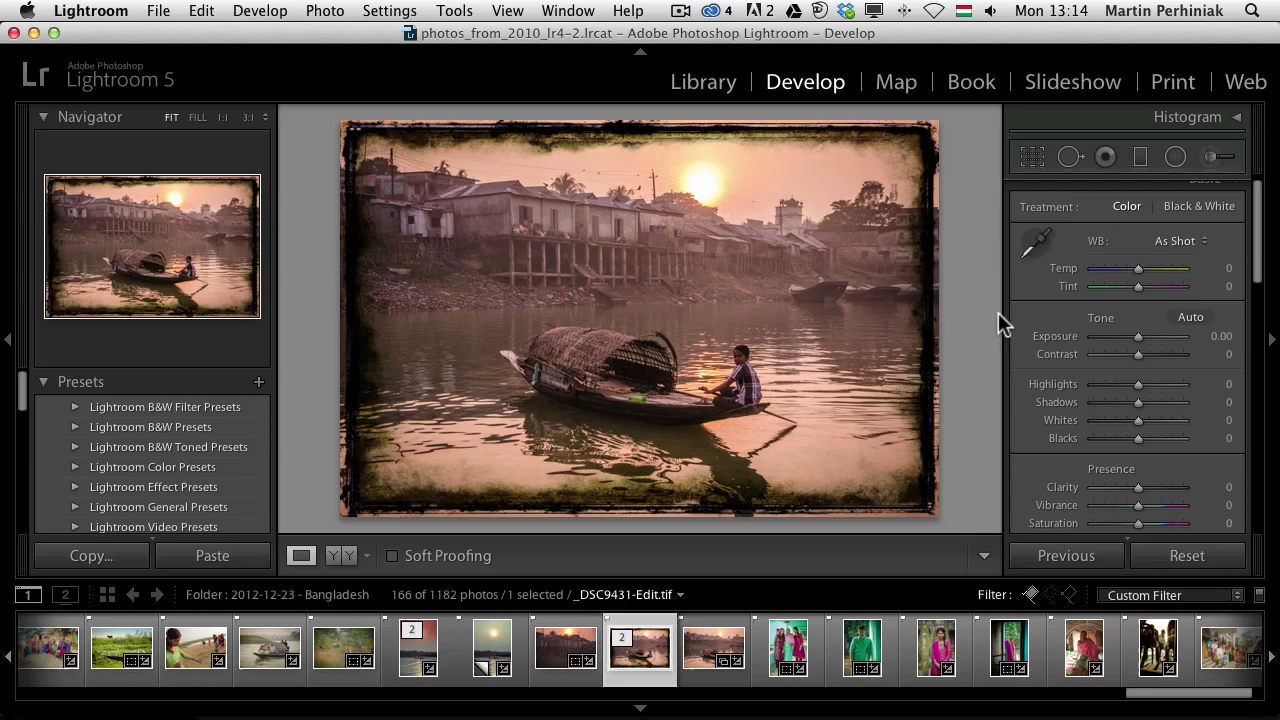 Lightroom File Edit Develop Photo Settings Tools View Window Help 4 2 Mon 13:14 Martin Perhiniak
photos_from_2010_lr4-2.lrcat – Adobe Photoshop Lightroom – Develop
Lr Adobe Photoshop
Lightroom 5
Library | Develop | Map | Book | Slideshow | Print | Web
Navigator FIT FILL 1:1 3:1
Histogram
Basic
Treatment : Color | Black & White
WB: As Shot
Temp 0
Tint 0
Tone Auto
Exposure 0.00
Contrast 0
Highlights 0
Shadows 0
Whites 0
Blacks 0
Presence
Clarity 0
Vibrance 0
Saturation 0
Presets
Lightroom B&W Filter Presets
Lightroom B&W Presets
Lightroom B&W Toned Presets
Lightroom Color Presets
Lightroom Effect Presets
Lightroom General Presets
Lightroom Video Presets
Copy... Paste
Y Y Soft Proofing
Previous Reset
1 2 Folder : 2012-12-23 - Bangladesh 166 of 1182 photos / 1 selected / _DSC9431-Edit.tif
Filter : Custom Filter
2 2